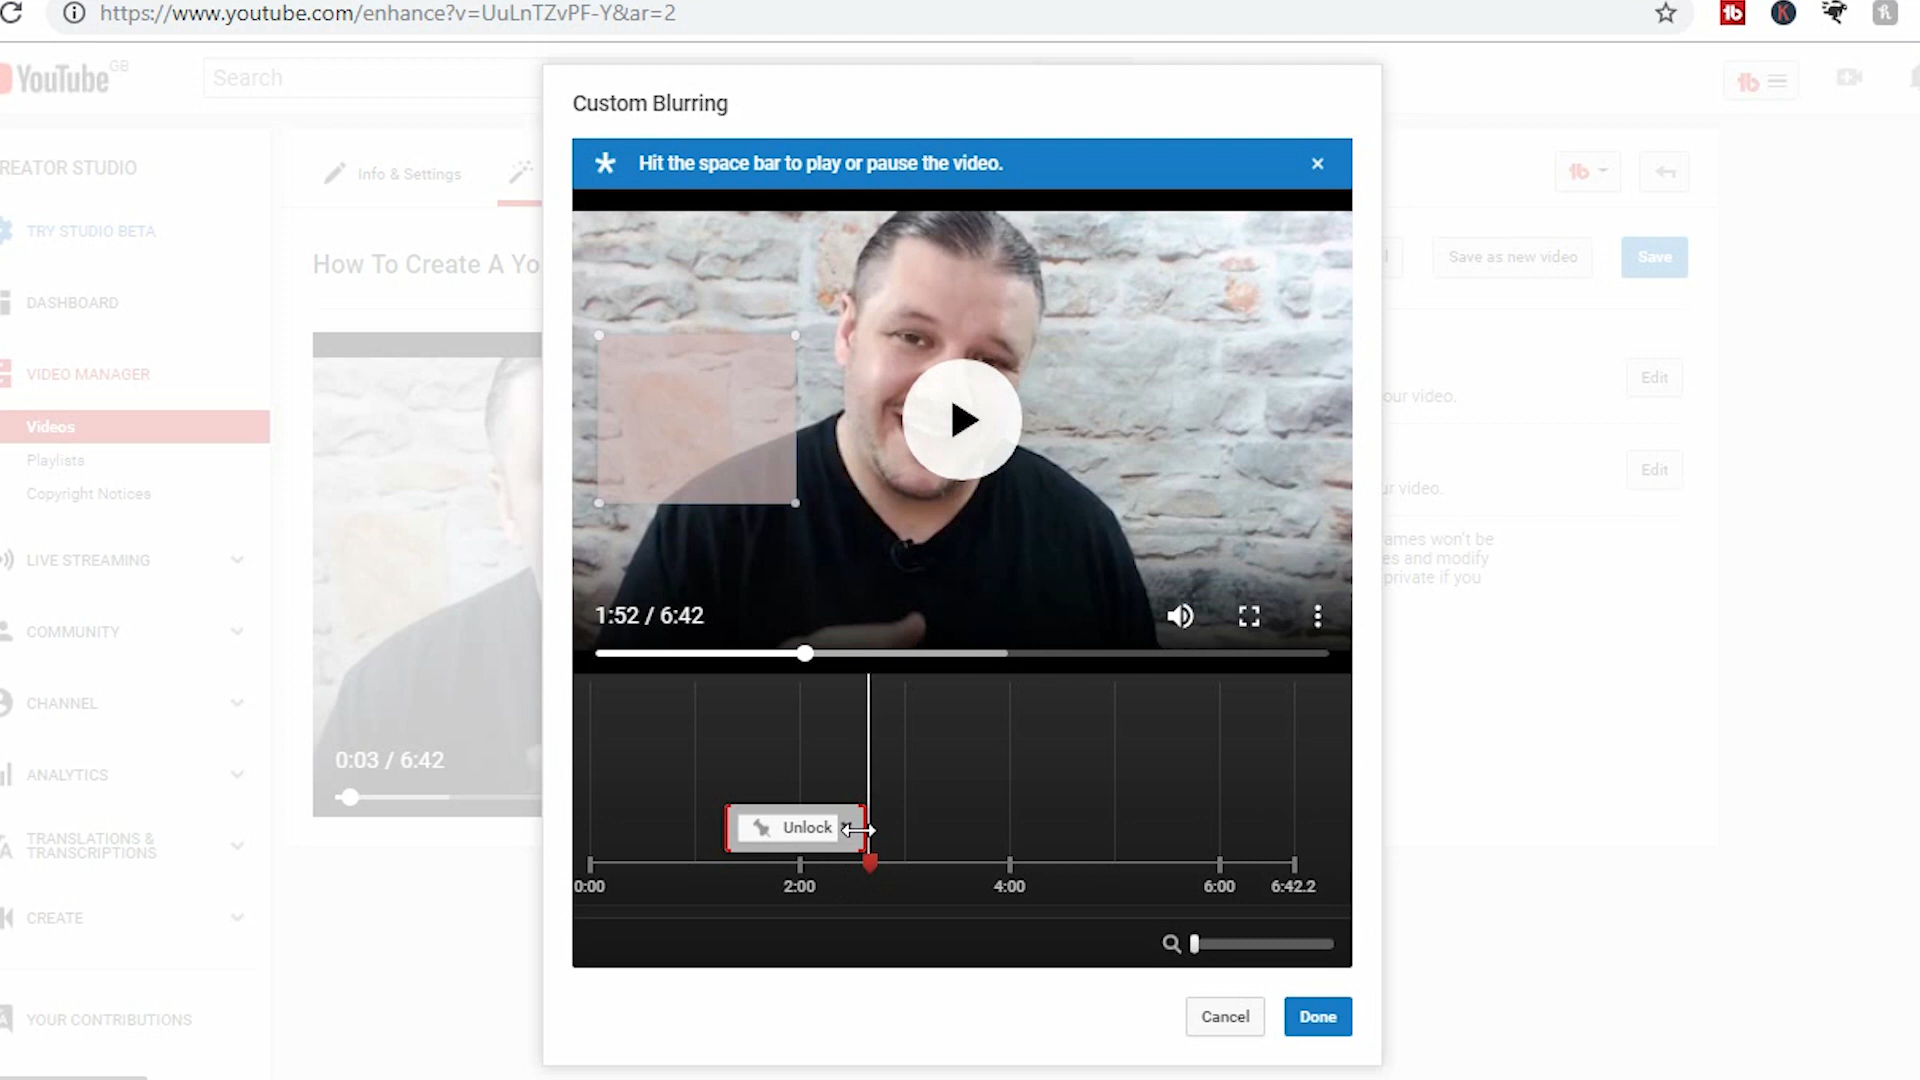 https://www.youtube.com/enhance?v=UuLnTZvPF-Y&ar=2
YouTube GB
Search
REATOR STUDIO
TRY STUDIO BETA
DASHBOARD
VIDEO MANAGER
Videos
Playlists
Copyright Notices
LIVE STREAMING
COMMUNITY
CHANNEL
ANALYTICS
TRANSLATIONS &
TRANSCRIPTIONS
CREATE
YOUR CONTRIBUTIONS
Info & Settings
How To Create A Yo
0:03 / 6:42
Custom Blurring
Hit the space bar to play or pause the video.
1:52 / 6:42
Unlock
0:00
2:00
4:00
6:00
6:42.2
Cancel
Done
Save as new video
Save
Edit
our video.
Edit
ur video.
ames won't be
es and modify
private if you